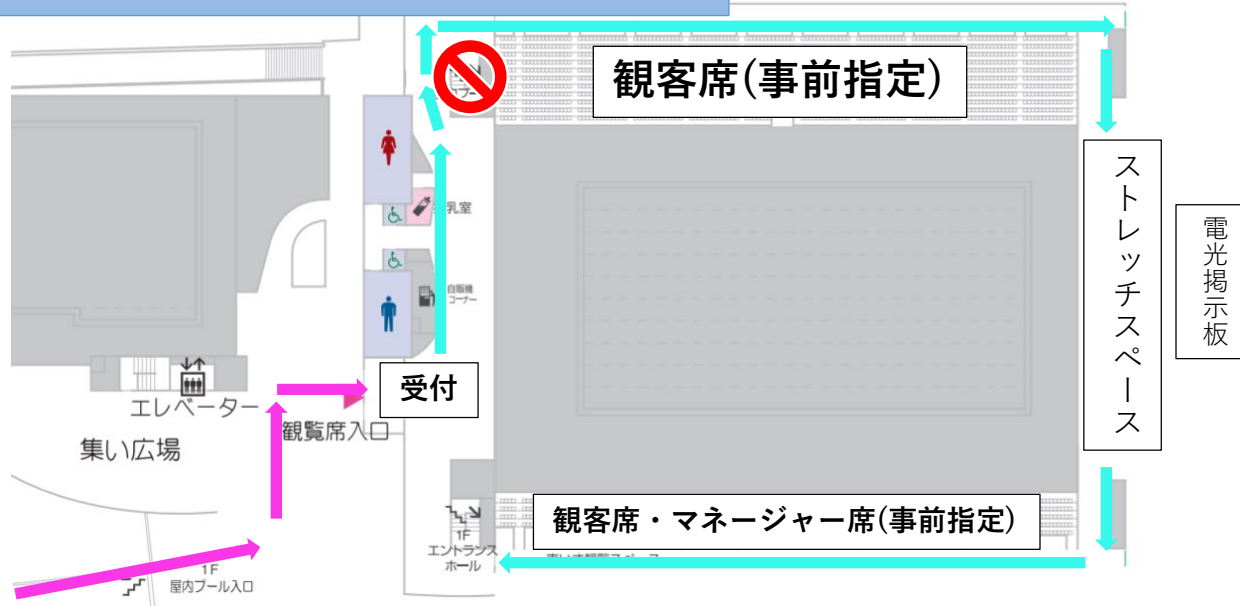 観客席(事前指定)
ストレッチスペース
電光掲示板
乳室
自販機
コーナー
受付
エレベーター
観覧席入口
集い広場
観客席・マネージャー席(事前指定)
1F
エントランス
ホール
1F
屋内プール入口